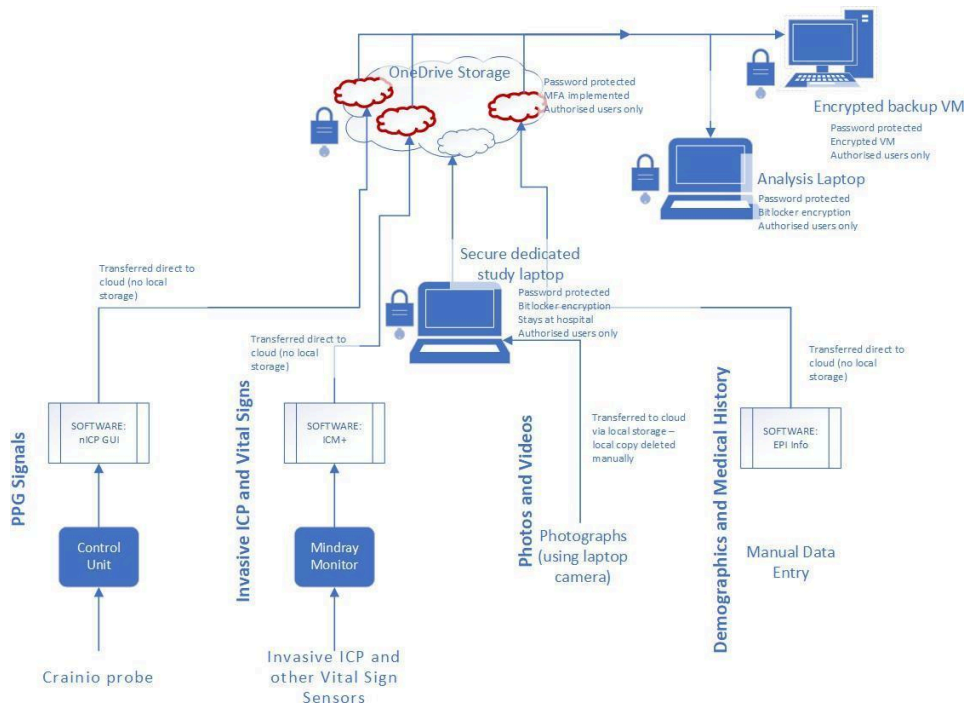 OneDrive Storage
Password protected
MFA implemented
Authorised users only
Encrypted backup VM
Password protected
Encrypted VM
Authorised users only
Analysis Laptop
Password protected
Bitlocker encryption
Authorised users only
Secure dedicated
study laptop
Password protected
Bitlocker encryption
Stays at hospital
Authorised users only
Transferred direct to
cloud (no local
storage)
Transferred direct to
cloud (no local
storage)
Transferred direct to
cloud (no local
storage)
Transferred to cloud
via local storage –
local copy deleted
manually
PPG Signals
SOFTWARE:
nICP GUI
Control
Unit
Crainio probe
Invasive ICP and Vital Signs
SOFTWARE:
ICM+
Mindray
Monitor
Invasive ICP and
other Vital Sign
Sensors
Photos and Videos
Photographs
(using laptop
camera)
Demographics and Medical History
SOFTWARE:
EPI Info
Manual Data
Entry